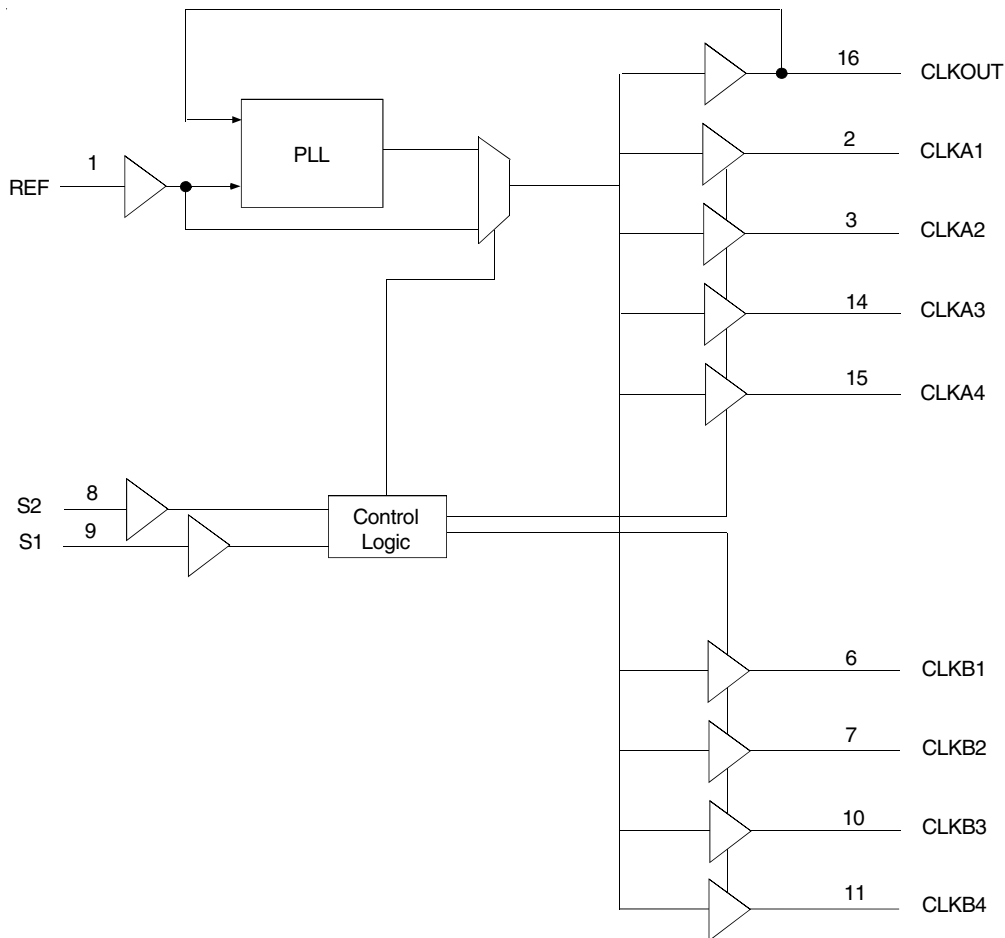 16 CLKOUT
PLL
1
REF
2 CLKA1
3 CLKA2
14 CLKA3
15 CLKA4
S2 8
S1 9
Control
Logic
6 CLKB1
7 CLKB2
10 CLKB3
11 CLKB4